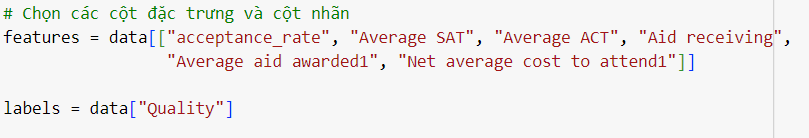 # Chọn các cột đặc trưng và cột nhãn
features = data[["acceptance_rate", "Average SAT", "Average ACT", "Aid receiving",
"Average aid awarded1", "Net average cost to attend1"]]
labels = data["Quality"]